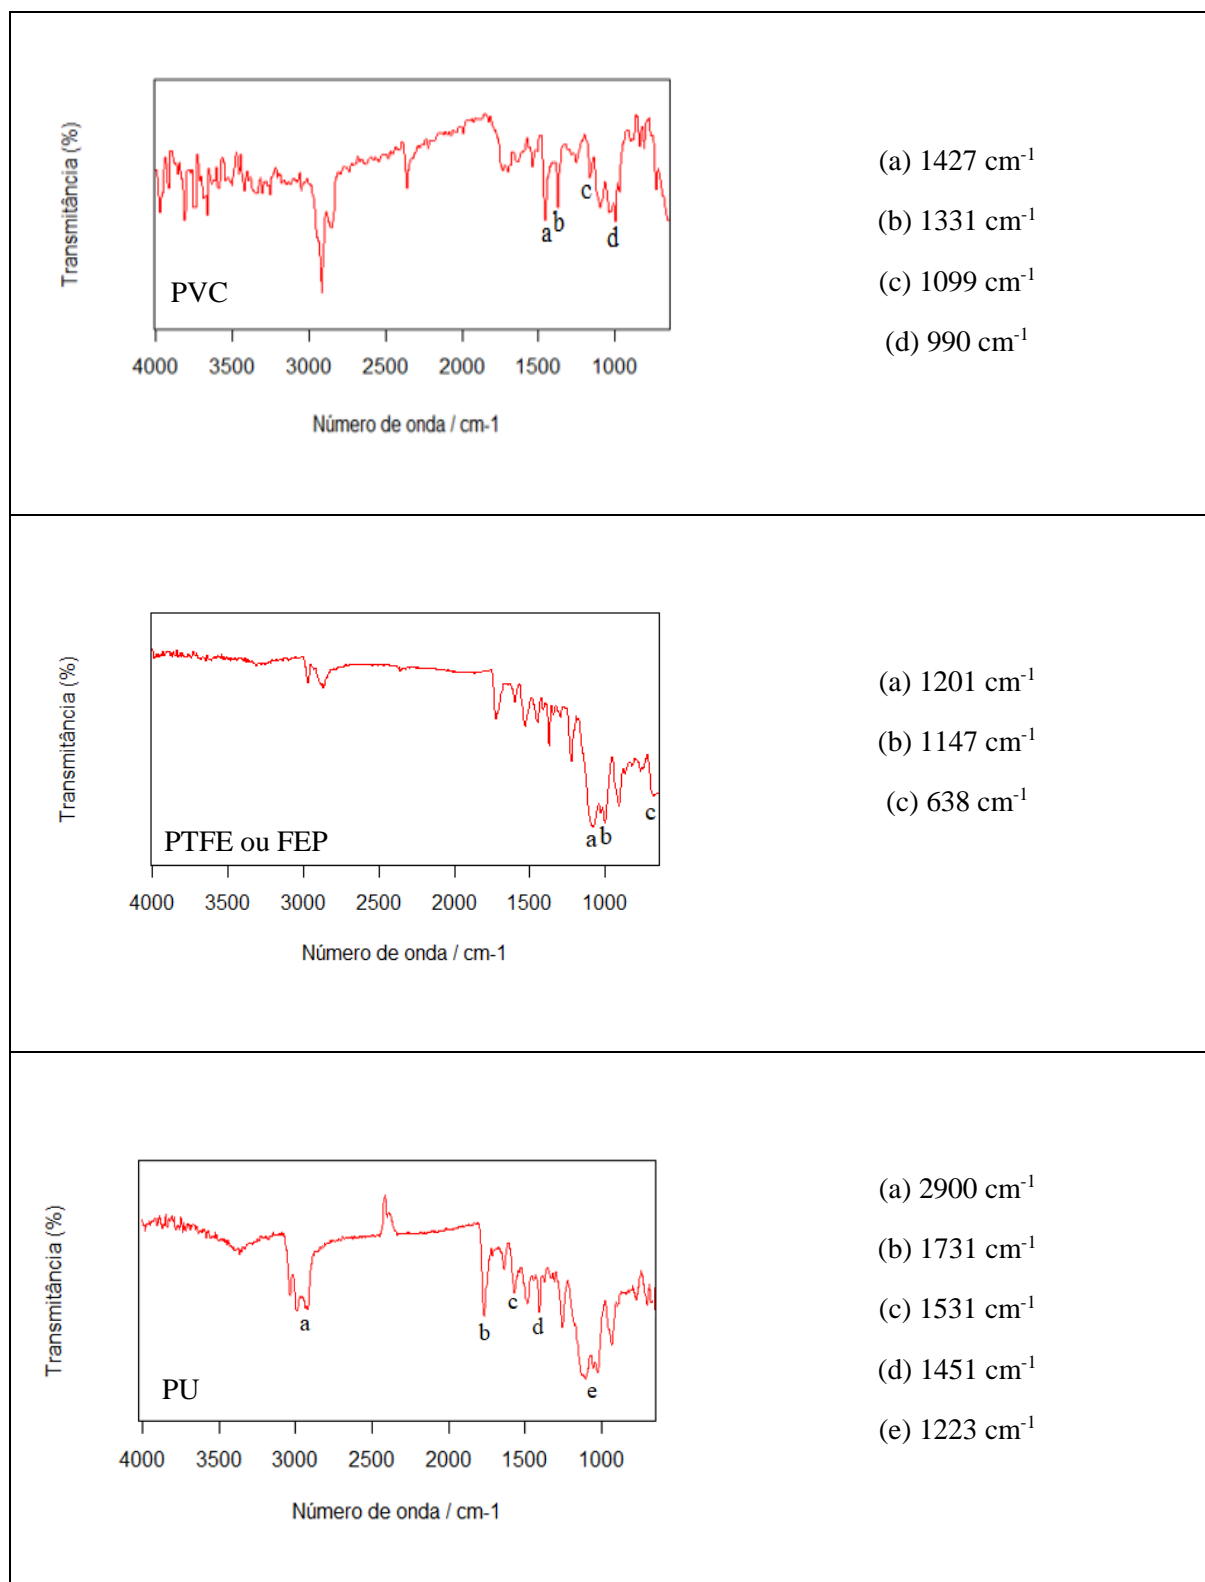 Transmitância (%)
PVC
a
b
c
d
4000 3500 3000 2500 2000 1500 1000
Número de onda / cm-1
(a) 1427 cm-1
(b) 1331 cm-1
(c) 1099 cm-1
(d) 990 cm-1
Transmitância (%)
PTFE ou FEP
a b
c
4000 3500 3000 2500 2000 1500 1000
Número de onda / cm-1
(a) 1201 cm-1
(b) 1147 cm-1
(c) 638 cm-1
Transmitância (%)
PU
a
b
c
d
e
4000 3500 3000 2500 2000 1500 1000
Número de onda / cm-1
(a) 2900 cm-1
(b) 1731 cm-1
(c) 1531 cm-1
(d) 1451 cm-1
(e) 1223 cm-1